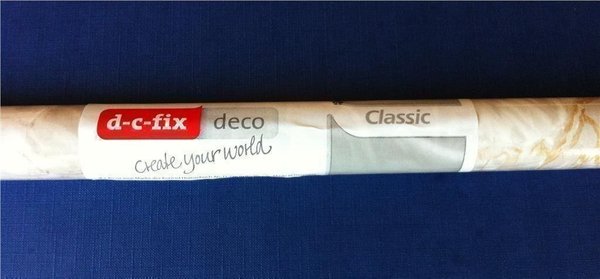 d-c-fix deco Classic
create your world